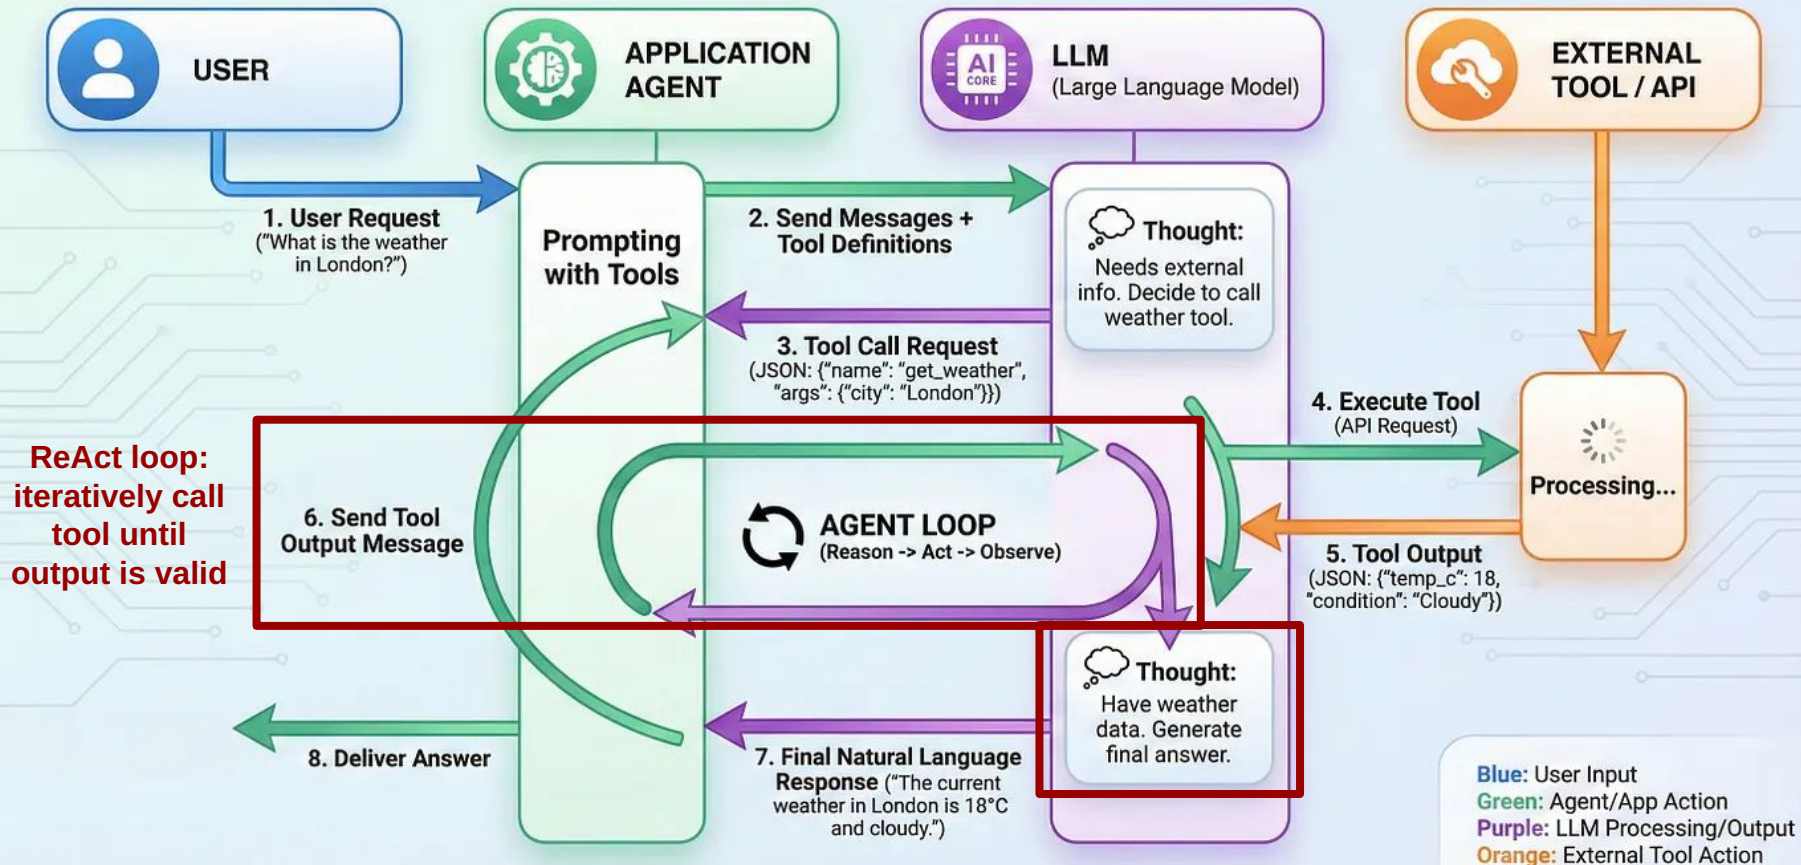 USER
APPLICATION
AGENT
AI
CORE
LLM
(Large Language Model)
EXTERNAL
TOOL / API
1. User Request
("What is the weather
in London?")
Prompting
with Tools
2. Send Messages +
Tool Definitions
Thought:
Needs external
info. Decide to call
weather tool.
3. Tool Call Request
(JSON: {"name": "get_weather",
"args": {"city": "London"}})
4. Execute Tool
(API Request)
Processing...
ReAct loop:
iteratively call
tool until
output is valid
6. Send Tool
Output Message
AGENT LOOP
(Reason -> Act -> Observe)
5. Tool Output
(JSON: {"temp_c": 18,
"condition": "Cloudy"})
Thought:
Have weather
data. Generate
final answer.
8. Deliver Answer
7. Final Natural Language
Response ("The current
weather in London is 18°C
and cloudy.")
Blue: User Input
Green: Agent/App Action
Purple: LLM Processing/Output
Orange: External Tool Action